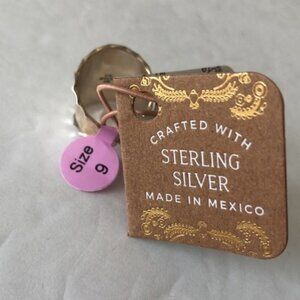 CRAFTED WITH
STERLING
SILVER
MADE IN MEXICO
Size
9